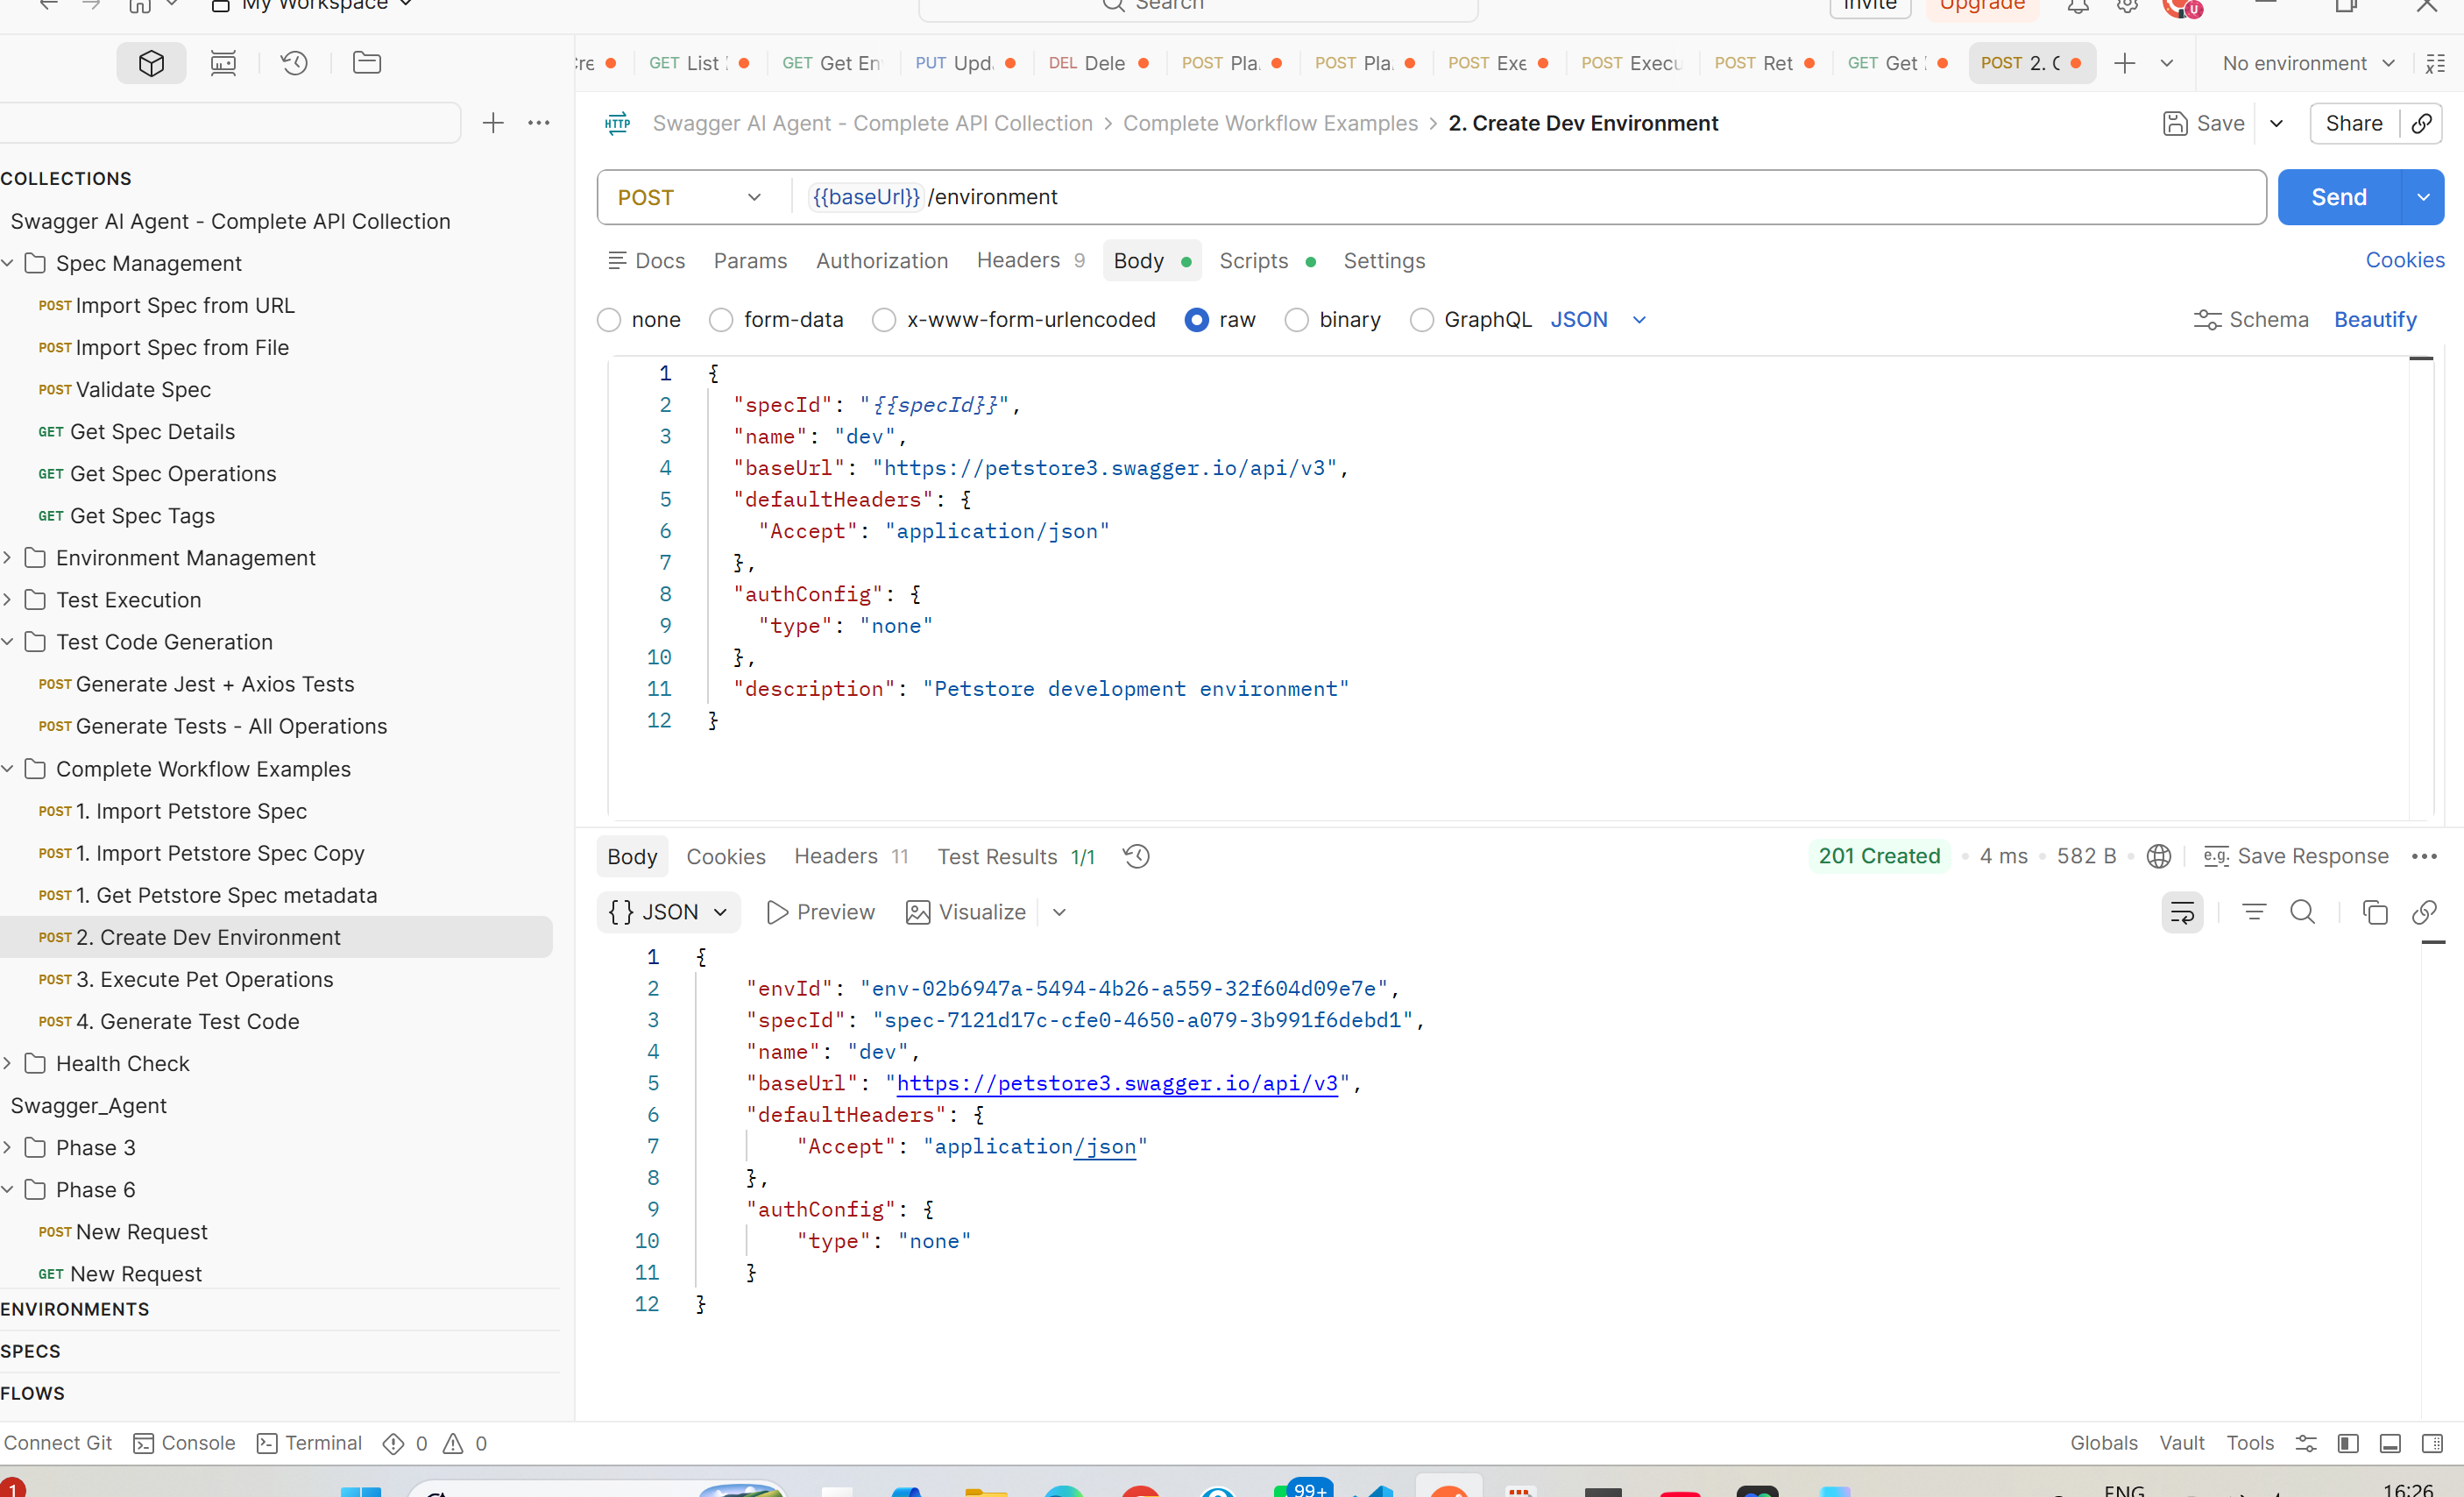 My Workspace
Search
Invite
Upgrade
U
re
GET List
GET Get En
PUT Upd
DEL Dele
POST Pla
POST Pla
POST Exe
POST Execu
POST Ret
GET Get
POST 2. C
No environment
HTTP
Swagger AI Agent - Complete API Collection > Complete Workflow Examples > 2. Create Dev Environment
Save
Share
COLLECTIONS
Swagger AI Agent - Complete API Collection
Spec Management
POST Import Spec from URL
POST Import Spec from File
POST Validate Spec
GET Get Spec Details
GET Get Spec Operations
GET Get Spec Tags
Environment Management
Test Execution
Test Code Generation
POST Generate Jest + Axios Tests
POST Generate Tests - All Operations
Complete Workflow Examples
POST 1. Import Petstore Spec
POST 1. Import Petstore Spec Copy
POST 1. Get Petstore Spec metadata
POST 2. Create Dev Environment
POST 3. Execute Pet Operations
POST 4. Generate Test Code
Health Check
Swagger_Agent
Phase 3
Phase 6
POST New Request
GET New Request
ENVIRONMENTS
SPECS
FLOWS
POST
{{baseUrl}} /environment
Send
Docs Params Authorization Headers 9 Body Scripts Settings
Cookies
none form-data x-www-form-urlencoded raw binary GraphQL JSON
Schema Beautify
1 {
2 "specId": "{{specId}}",
3 "name": "dev",
4 "baseUrl": "https://petstore3.swagger.io/api/v3",
5 "defaultHeaders": {
6 "Accept": "application/json"
7 },
8 "authConfig": {
9 "type": "none"
10 },
11 "description": "Petstore development environment"
12 }
Body Cookies Headers 11 Test Results 1/1
201 Created • 4 ms • 582 B •
e.g. Save Response
{} JSON Preview Visualize
1 {
2 "envId": "env-02b6947a-5494-4b26-a559-32f604d09e7e",
3 "specId": "spec-7121d17c-cfe0-4650-a079-3b991f6debd1",
4 "name": "dev",
5 "baseUrl": "https://petstore3.swagger.io/api/v3",
6 "defaultHeaders": {
7 "Accept": "application/json"
8 },
9 "authConfig": {
10 "type": "none"
11 }
12 }
Connect Git Console Terminal 0 0
Globals Vault Tools
1
99+
ENG
16:26